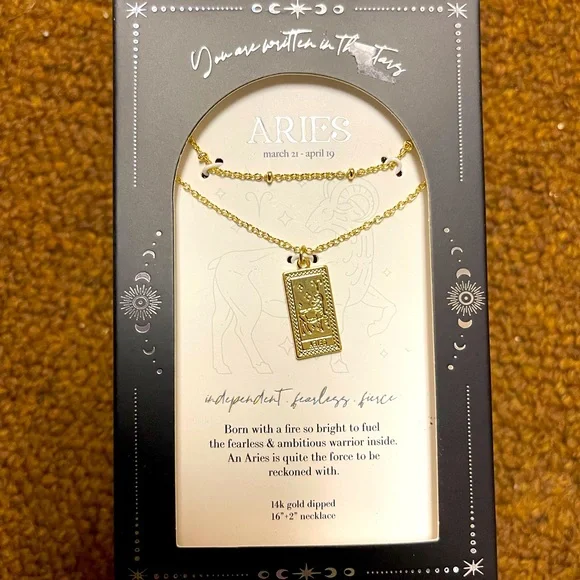 You are written in the stars
ARIES
march 21 - april 19
ARIES
independent . fearless . fierce
Born with a fire so bright to fuel
the fearless & ambitious warrior inside.
An Aries is quite the force to be
reckoned with.
14k gold dipped
16"+2" necklace